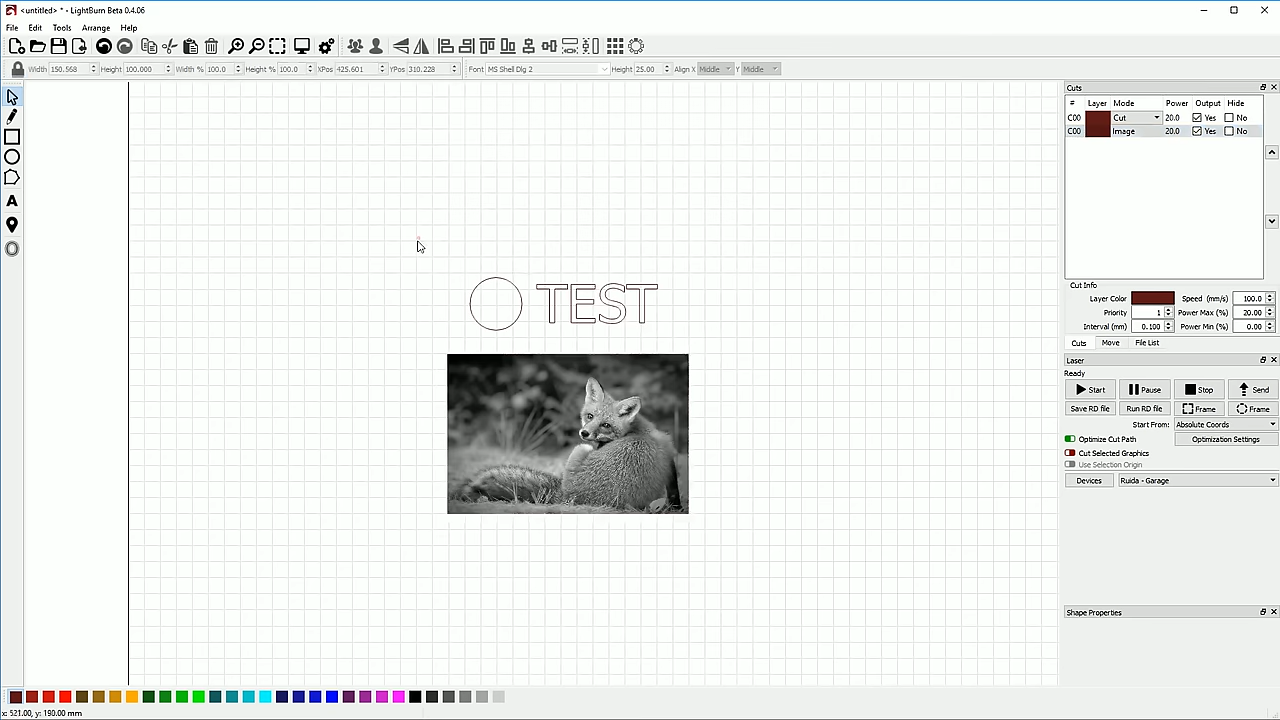 <untitled> * - LightBurn Beta 0.4.06
File Edit Tools Arrange Help
Width 150.568 Height 100.000 Width % 100.0 Height % 100.0 XPos 425.601 YPos 310.228 Font MS Shell Dlg 2 Height 25.00 Align X Middle Y Middle
Cuts
# Layer Mode Power Output Hide
C00 Cut 20.0 Yes No
C00 Image 20.0 Yes No
TEST
Cut Info
Layer Color Speed (mm/s) 100.0
Priority 1 Power Max (%) 20.00
Interval (mm) 0.100 Power Min (%) 0.00
Cuts Move File List
Laser
Ready
Start Pause Stop Send
Save RD file Run RD file Frame Frame
Start From: Absolute Coords
Optimize Cut Path Optimization Settings
Cut Selected Graphics
Use Selection Origin
Devices Ruida - Garage
Shape Properties
x: 521.00, y: 190.00 mm